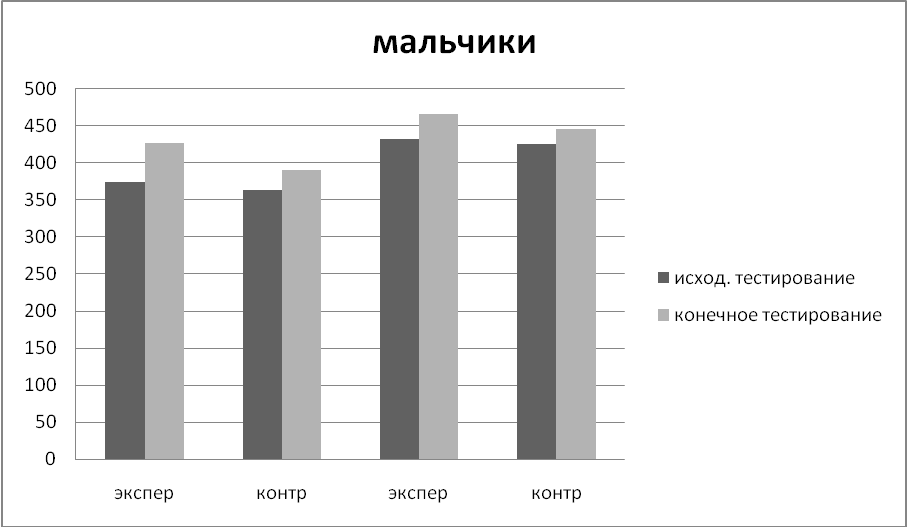 мальчики
500
450
400
350
300
250
200
150
100
50
0
экспер контр экспер контр
исход. тестирование
конечное тестирование